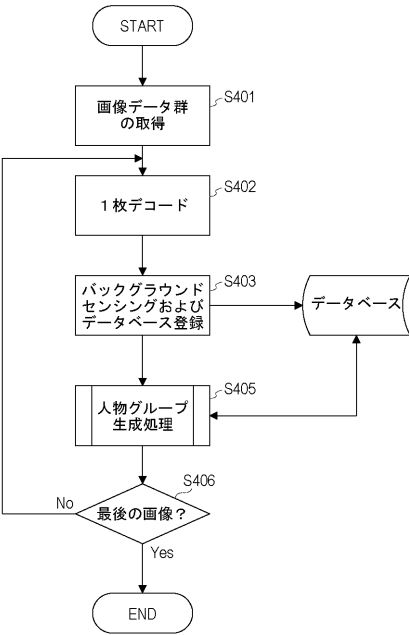 START
画像データ群
の取得
S401
１枚デコード
S402
バックグラウンド
センシングおよび
データベース登録
S403
データベース
人物グループ
生成処理
S405
最後の画像？
S406
No
Yes
END